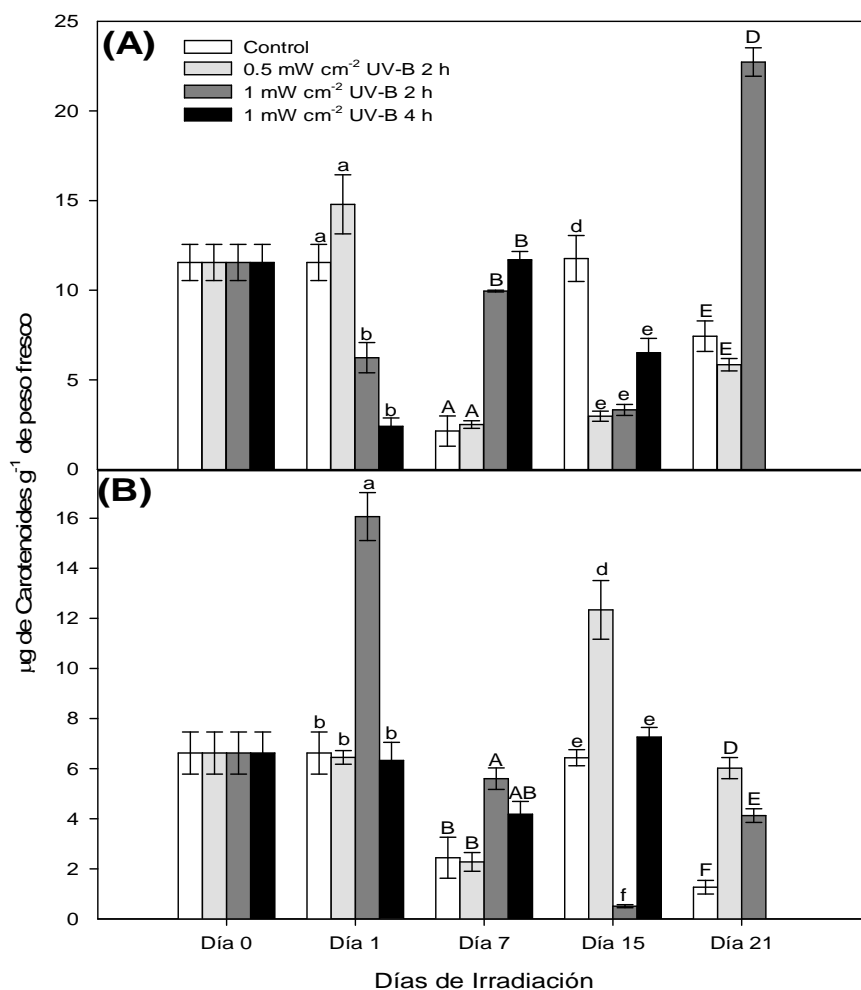 (A)
Control
0.5 mW cm⁻² UV-B 2 h
1 mW cm⁻² UV-B 2 h
1 mW cm⁻² UV-B 4 h
25
20
15
10
5
0
a
a
b
b
A
A
B
B
d
e
e
e
E
E
D
µg de Carotenoides g⁻¹ de peso fresco
(B)
16
14
12
10
8
6
4
2
0
b
b
a
b
B
B
A
AB
e
d
f
e
F
D
E
Día 0 Día 1 Día 7 Día 15 Día 21
Días de Irradiación